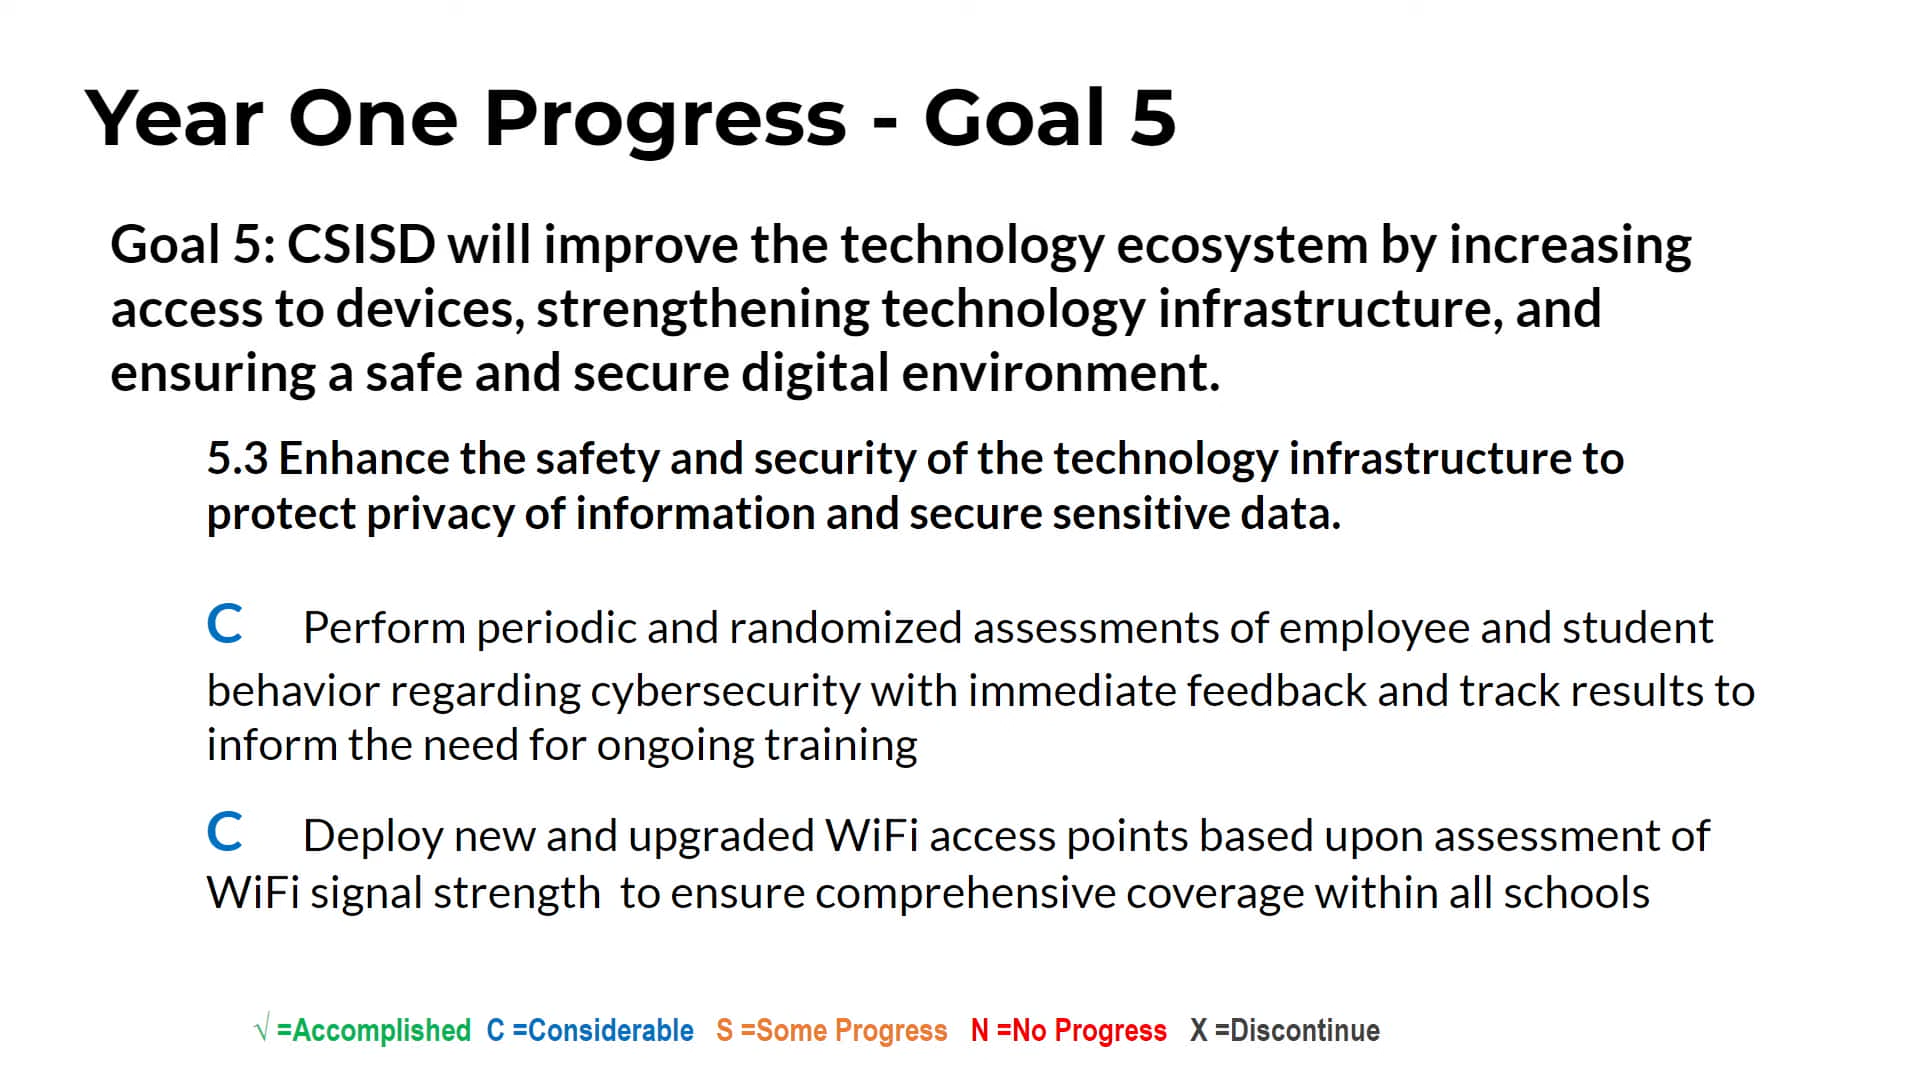 Year One Progress - Goal 5
Goal 5: CSISD will improve the technology ecosystem by increasing
access to devices, strengthening technology infrastructure, and
ensuring a safe and secure digital environment.
5.3 Enhance the safety and security of the technology infrastructure to
protect privacy of information and secure sensitive data.
C Perform periodic and randomized assessments of employee and student
behavior regarding cybersecurity with immediate feedback and track results to
inform the need for ongoing training
C Deploy new and upgraded WiFi access points based upon assessment of
WiFi signal strength to ensure comprehensive coverage within all schools
√ =Accomplished C =Considerable S =Some Progress N =No Progress X =Discontinue